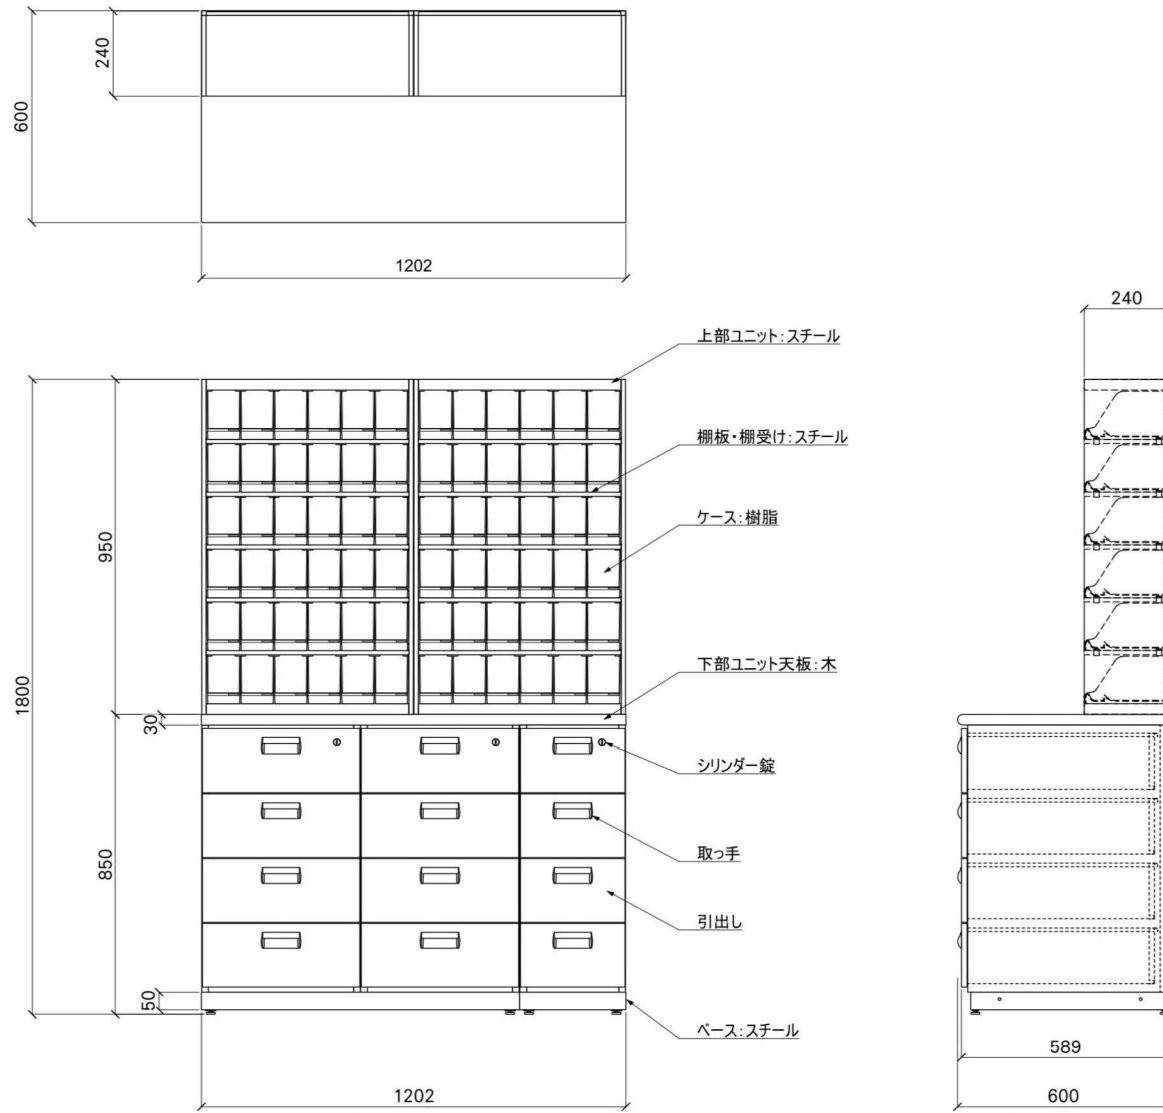 240
600
1202
240
上部ユニット:スチール
棚板・棚受け:スチール
ケース:樹脂
950
下部ユニット天板:木
1800
30
シリンダー錠
取っ手
850
引出し
50
ベース:スチール
589
1202
600